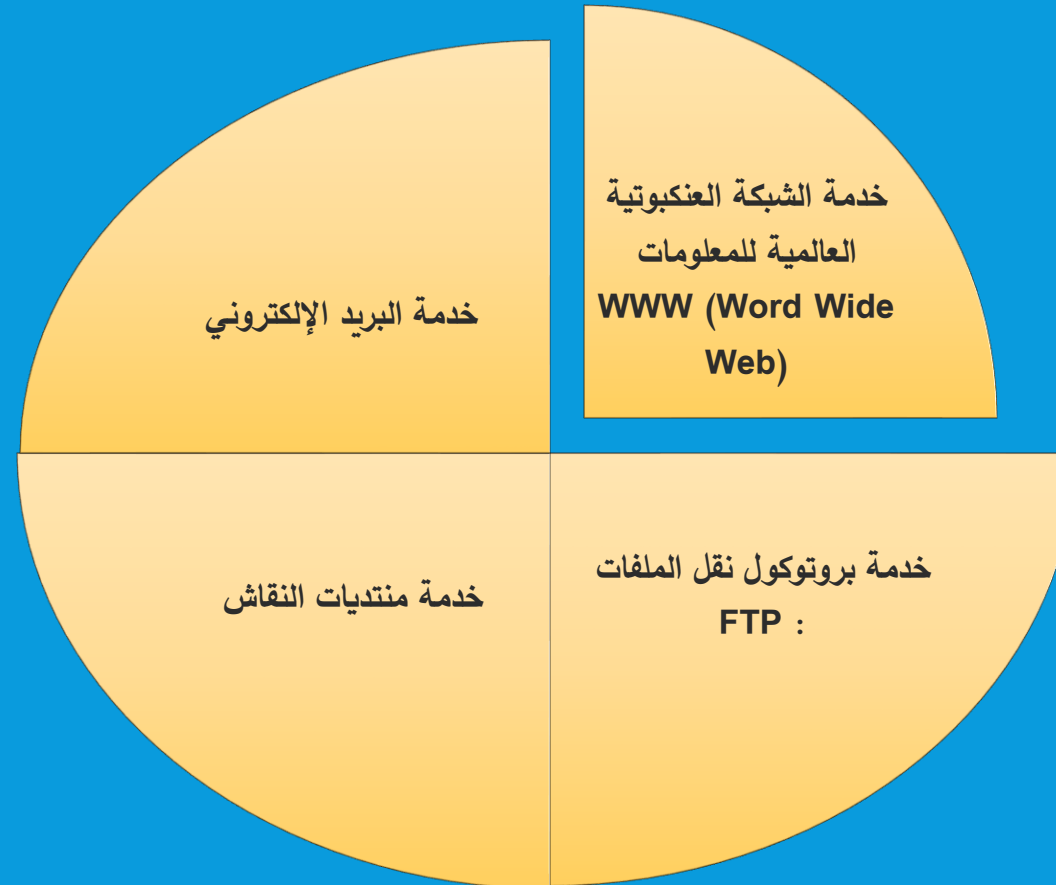 خدمة الشبكة العنكبوتية
العالمية للمعلومات
WWW (Word Wide
Web)
خدمة البريد الإلكتروني
خدمة بروتوكول نقل الملفات
FTP :
خدمة منتديات النقاش